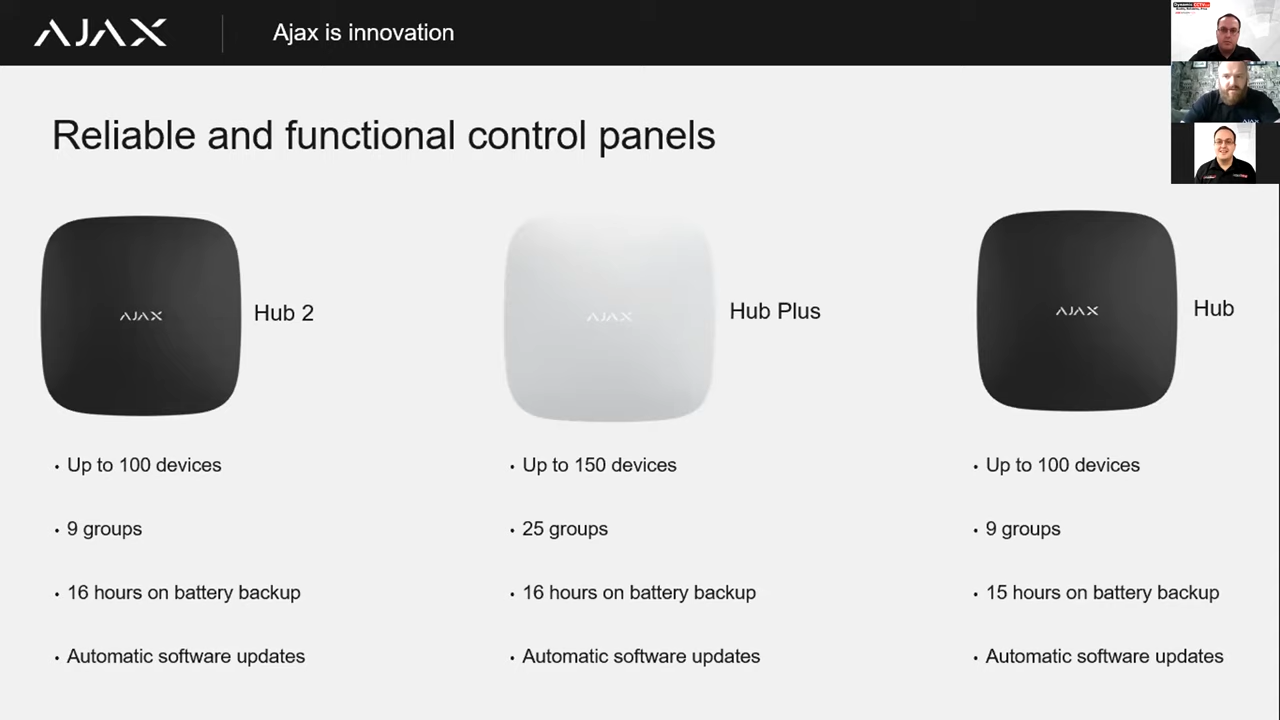 AJAX
Ajax is innovation
Reliable and functional control panels
AJAX
Hub 2
AJAX
Hub Plus
AJAX
Hub
• Up to 100 devices
• 9 groups
• 16 hours on battery backup
• Automatic software updates
• Up to 150 devices
• 25 groups
• 16 hours on battery backup
• Automatic software updates
• Up to 100 devices
• 9 groups
• 15 hours on battery backup
• Automatic software updates
AJAX